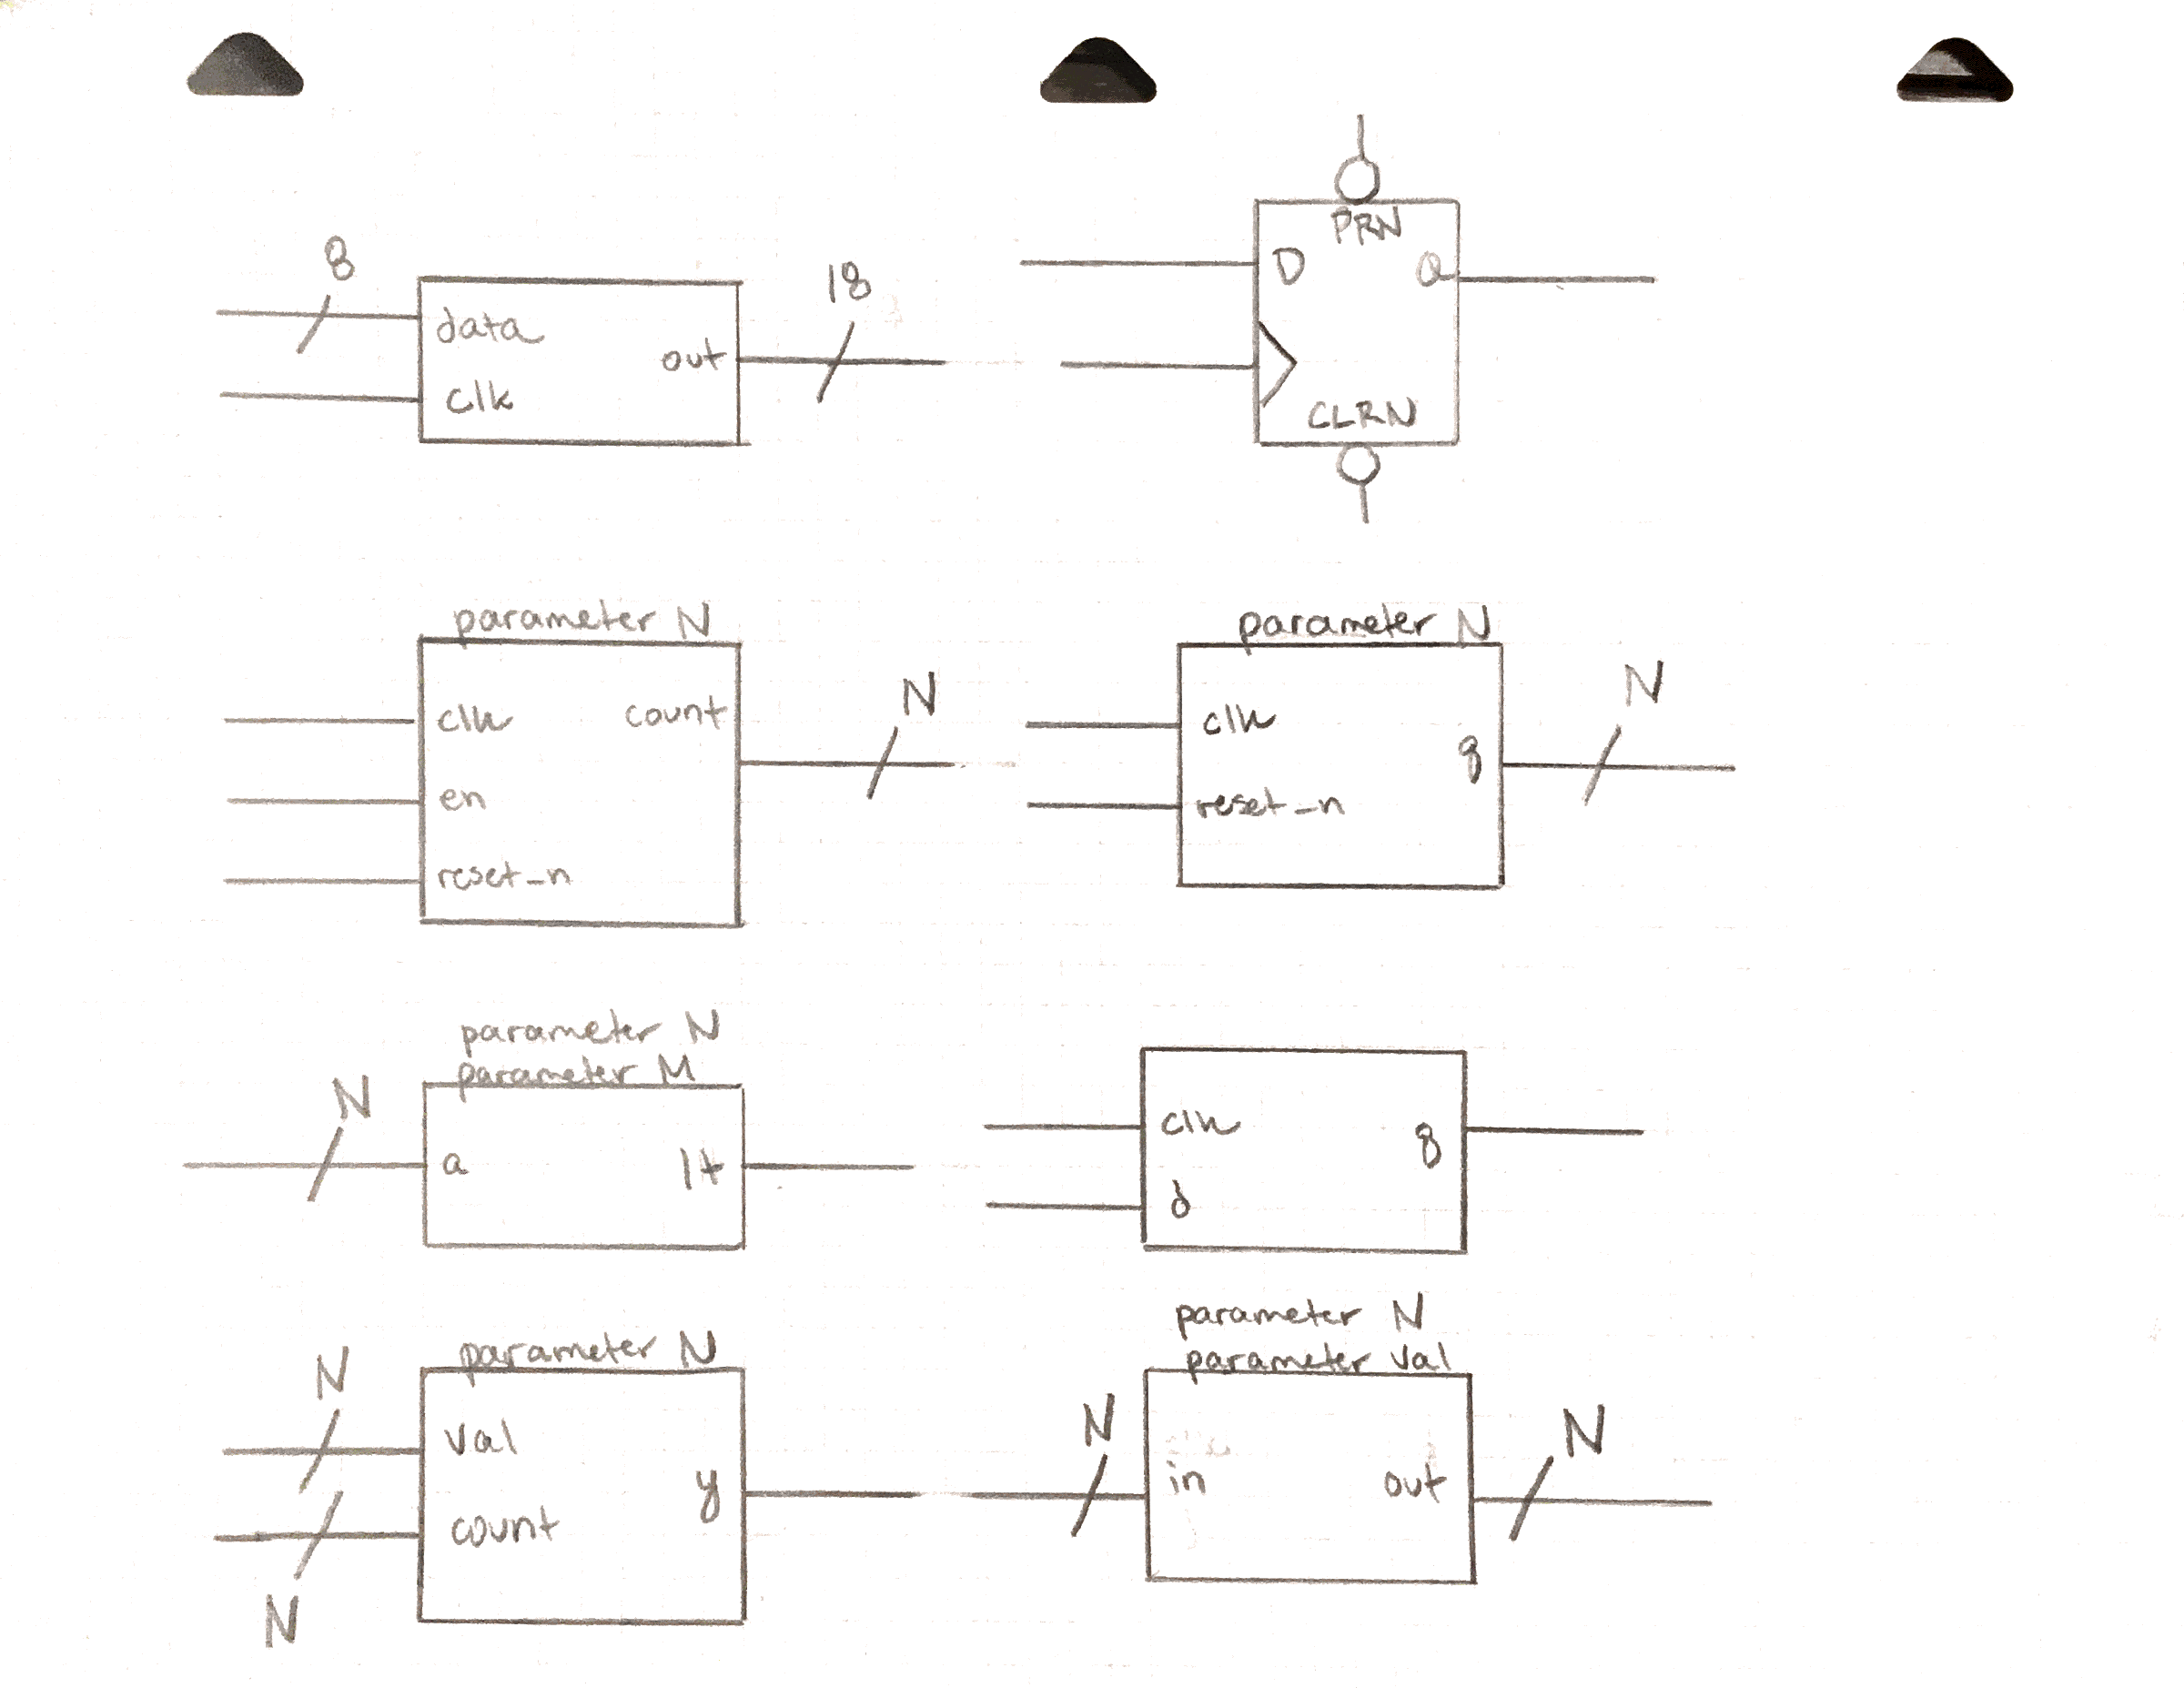 8
data
clk
out
18
PRN
D
Q
CLRN
parameter N
clk
en
reset_n
count
N
parameter N
clk
reset_n
q
N
parameter N
parameter M
N
a
lt
clk
d
q
parameter N
N
val
count
N
y
parameter N
parameter val
N
in
out
N